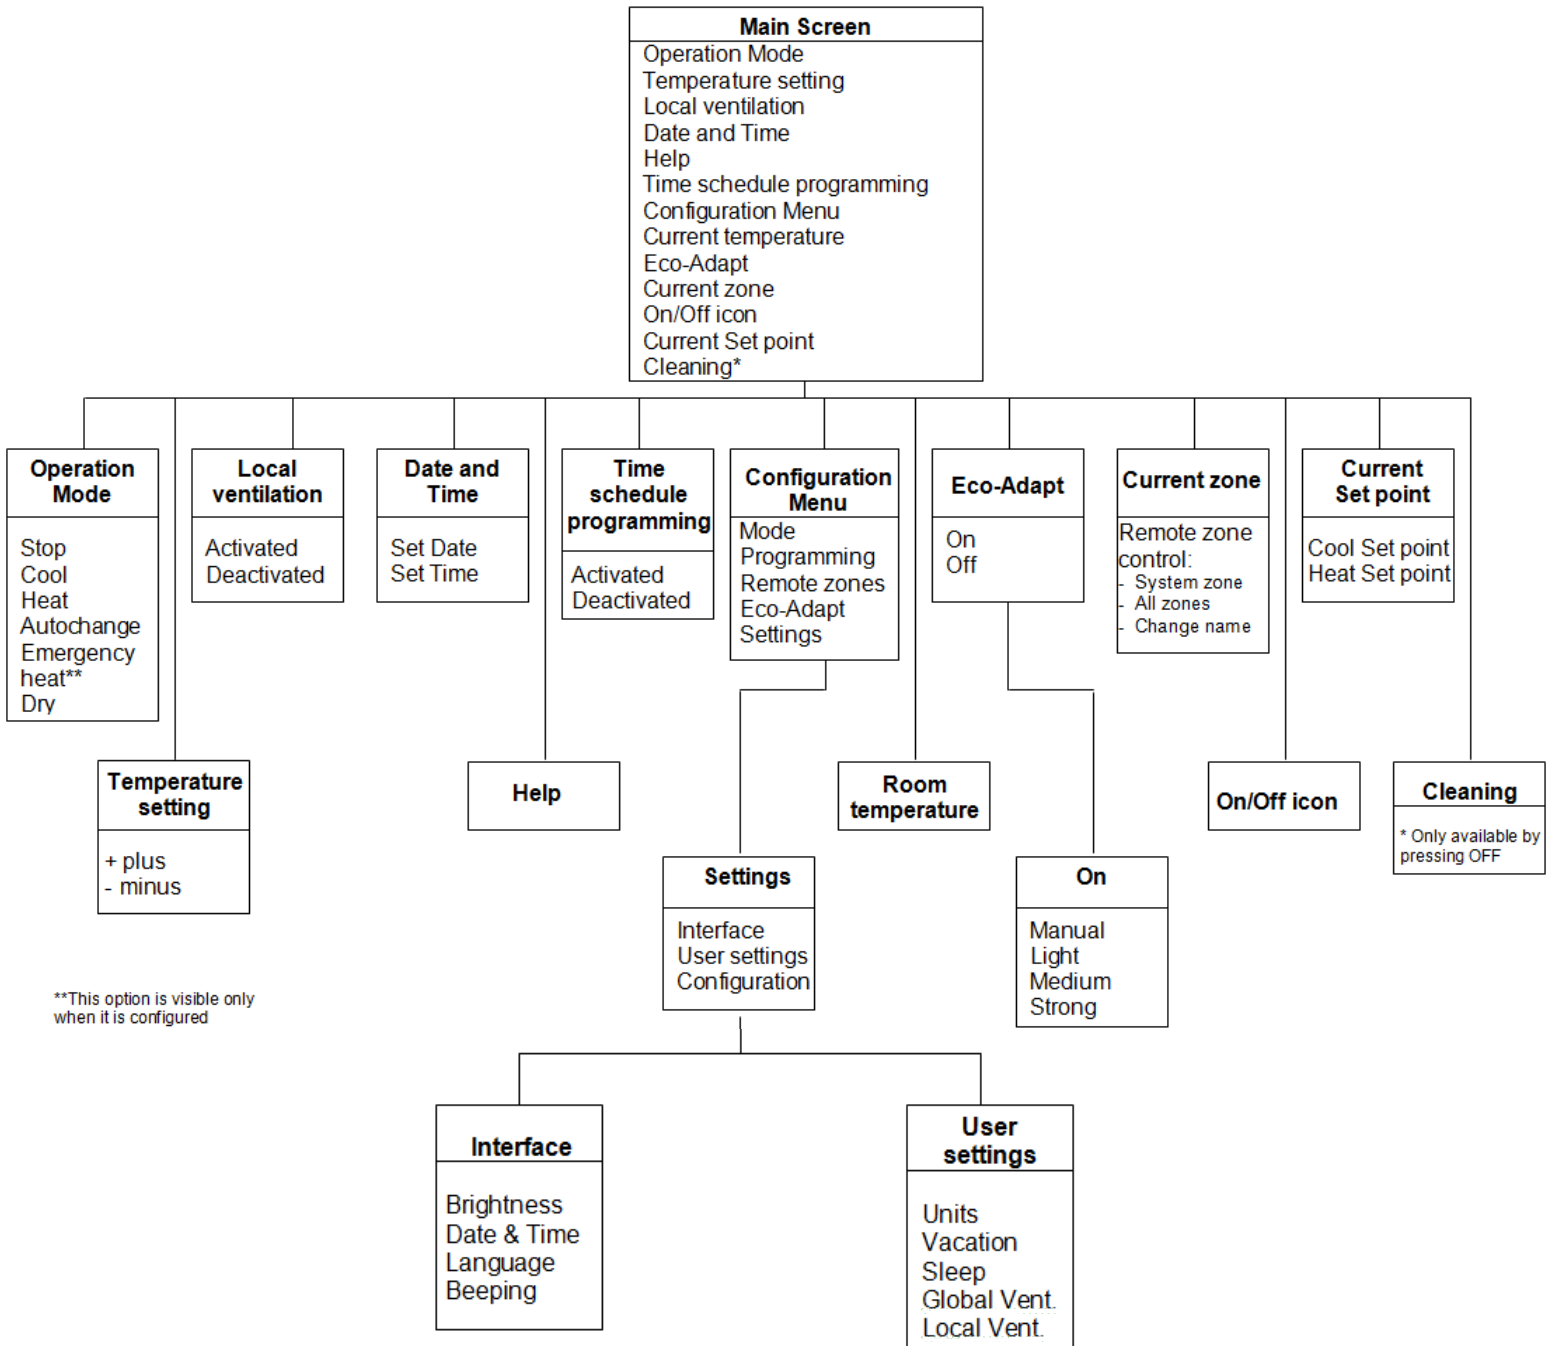 Main Screen
Operation Mode
Temperature setting
Local ventilation
Date and Time
Help
Time schedule programming
Configuration Menu
Current temperature
Eco-Adapt
Current zone
On/Off icon
Current Set point
Cleaning*
Operation
Mode
Stop
Cool
Heat
Autochange
Emergency
heat**
Dry
Local
ventilation
Activated
Deactivated
Date and
Time
Set Date
Set Time
Time
schedule
programming
Activated
Deactivated
Configuration
Menu
Mode
Programming
Remote zones
Eco-Adapt
Settings
Eco-Adapt
On
Off
Current zone
Remote zone
control:
- System zone
- All zones
- Change name
Current
Set point
Cool Set point
Heat Set point
Temperature
setting
+ plus
- minus
Help
Room
temperature
On/Off icon
Cleaning
* Only available by
pressing OFF
Settings
Interface
User settings
Configuration
On
Manual
Light
Medium
Strong
**This option is visible only
when it is configured
Interface
Brightness
Date & Time
Language
Beeping
User
settings
Units
Vacation
Sleep
Global Vent.
Local Vent.